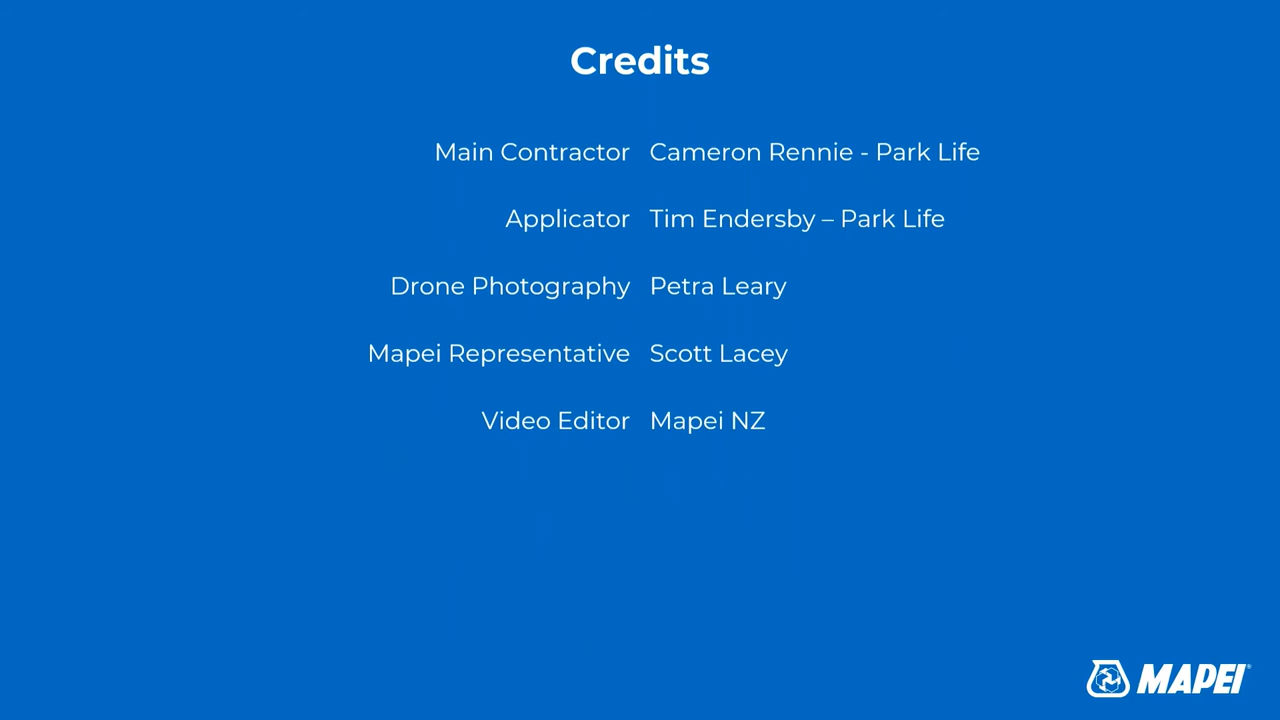 Credits
Main Contractor Cameron Rennie - Park Life
Applicator Tim Endersby – Park Life
Drone Photography Petra Leary
Mapei Representative Scott Lacey
Video Editor Mapei NZ
MAPEI®